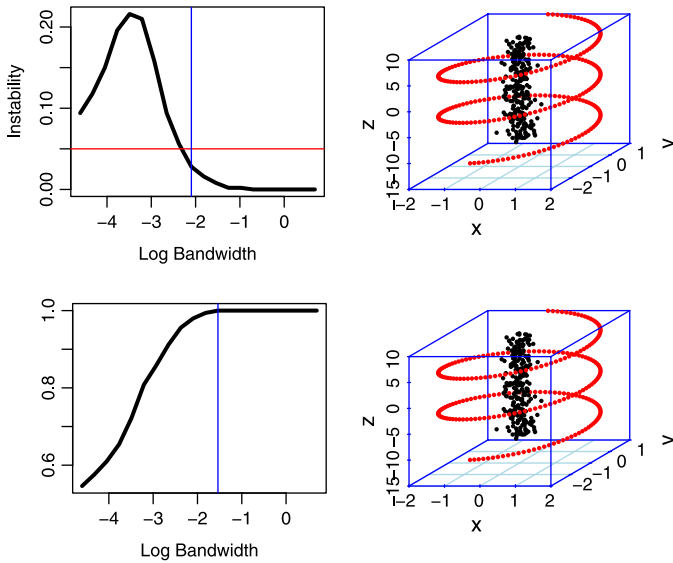 Instability
0.00 0.10 0.20
−4 −3 −2 −1 0
Log Bandwidth
z
−15 −10 −5 0 5 10
−2 −1 0 1 2
x
−2 −1 0 1
0.6 0.8 1.0
−4 −3 −2 −1 0
Log Bandwidth
z
−15 −10 −5 0 5 10
−2 −1 0 1 2
x
−2 −1 0 1